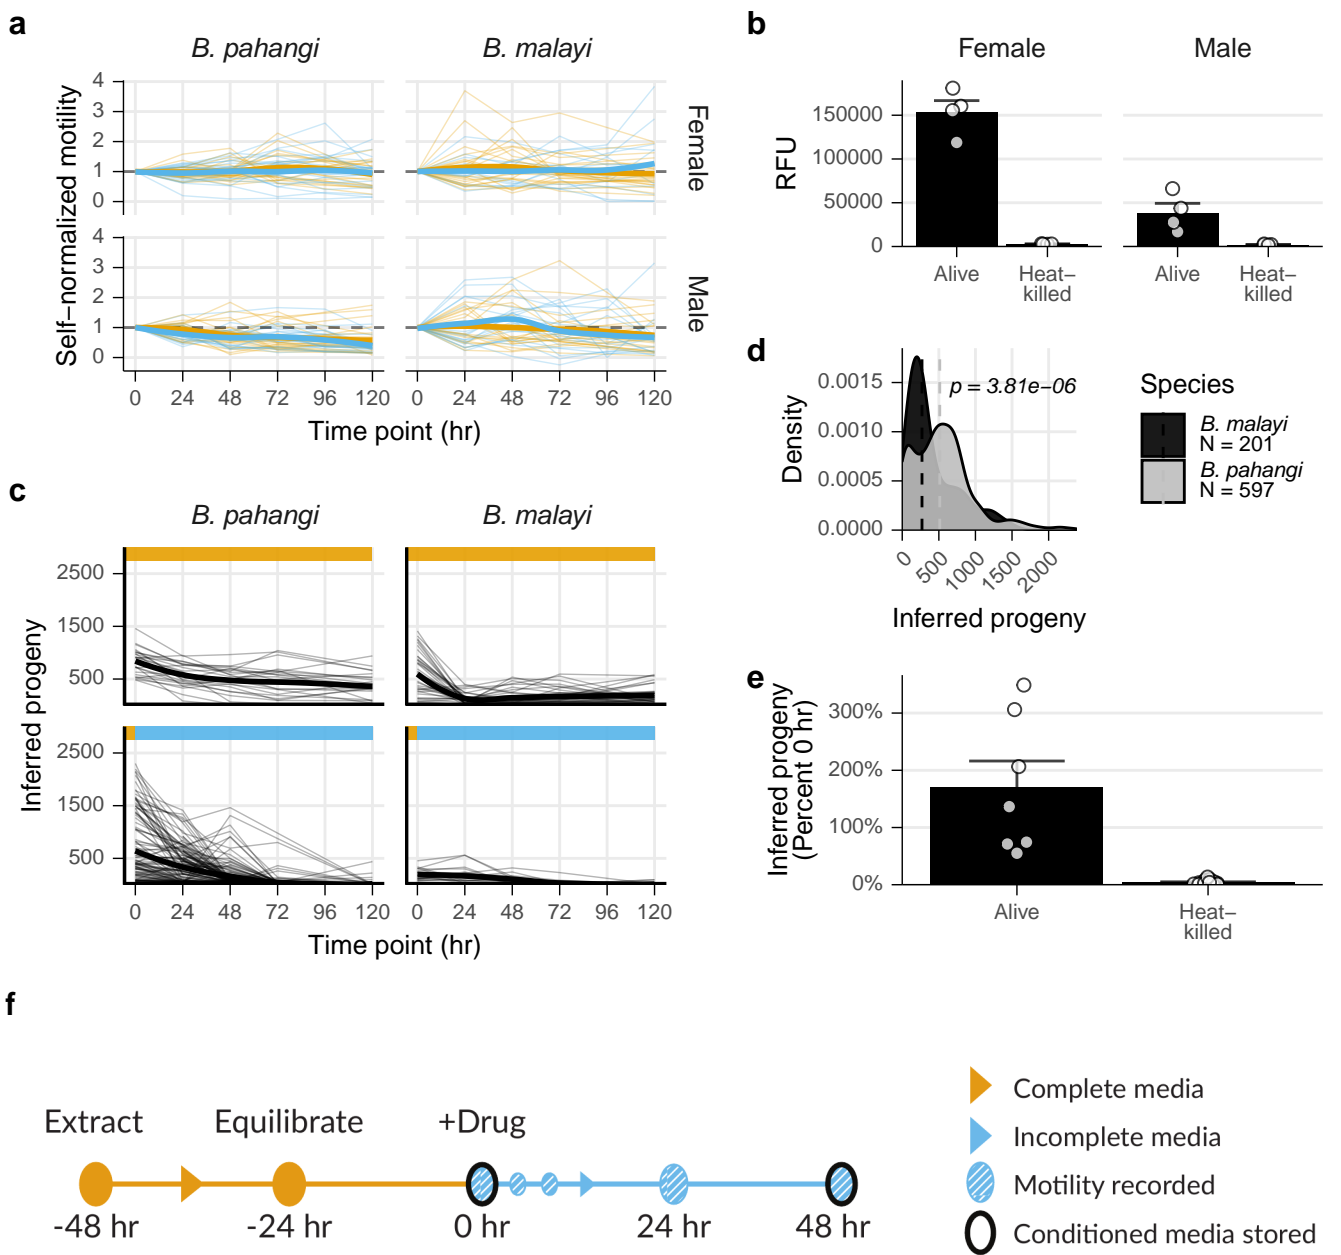 a
B. pahangi
B. malayi
Self−normalized motility
4
3
2
1
0
Female
4
3
2
1
0
Male
0 24 48 72 96 120
0 24 48 72 96 120
Time point (hr)
b
Female
Male
RFU
150000
100000
50000
0
Alive
Heat−
killed
Alive
Heat−
killed
c
B. pahangi
B. malayi
Inferred progeny
2500
1500
500
2500
1500
500
0 24 48 72 96 120
0 24 48 72 96 120
Time point (hr)
d
Density
0.0015
0.0010
0.0005
0.0000
p = 3.81e−06
0 500 1000 1500 2000
Inferred progeny
Species
B. malayi
N = 201
B. pahangi
N = 597
e
Inferred progeny
(Percent 0 hr)
300%
200%
100%
0%
Alive
Heat−
killed
f
Extract
Equilibrate
+Drug
-48 hr
-24 hr
0 hr
24 hr
48 hr
Complete media
Incomplete media
Motility recorded
Conditioned media stored